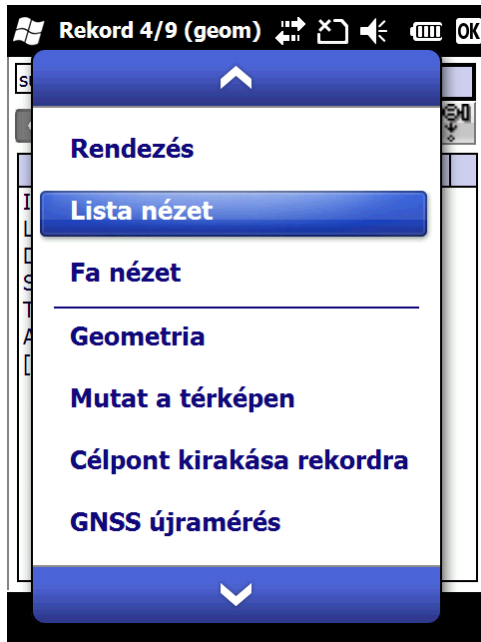 Rekord 4/9 (geom) OK
Rendezés
Lista nézet
Fa nézet
Geometria
Mutat a térképen
Célpont kirakása rekordra
GNSS újramérés